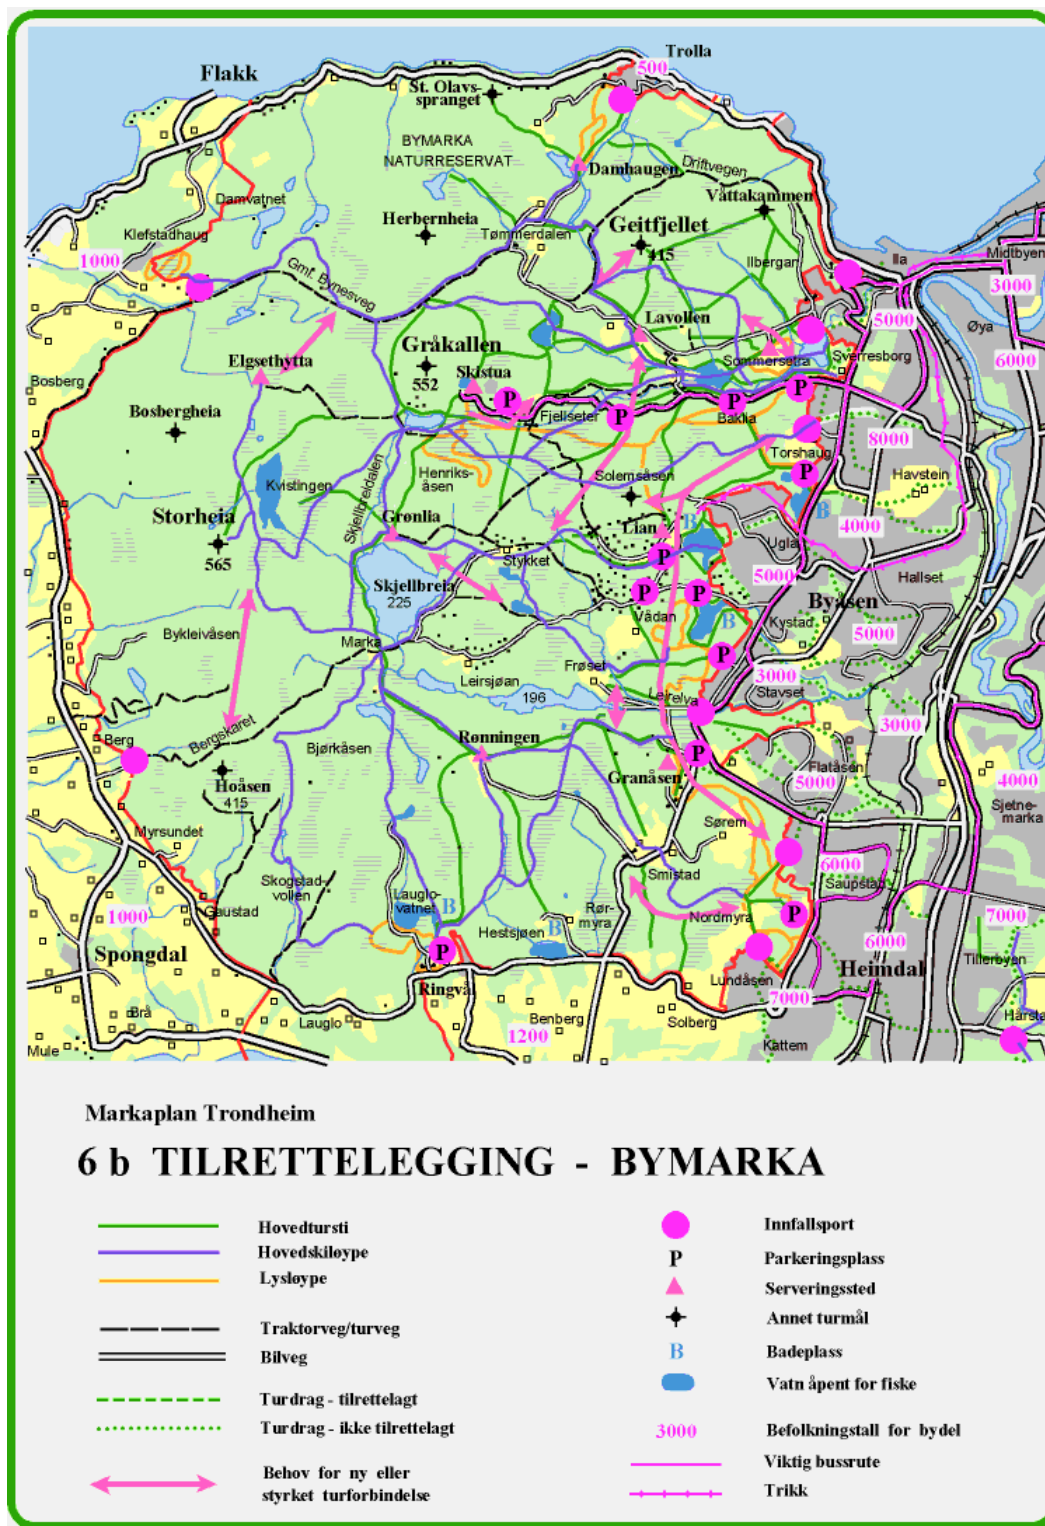 Trolla
500
Flakk
St. Olavs-
spranget
BYMARKA
NATURRESERVAT
Damhaugen
Driftvegen
Våttakammen
Damvatnet
Herbernheia
Geitfjellet
415
Klefstadhaug
1000
Tømmerdalen
Ilbergan
Ila
Midtbyen
3000
Gmf. Bynesveg
Lavollen
5000
Øya
6000
Gråkallen
552
Elgsethytta
Skistua
Sommersetra
Sverresborg
Bosberg
Bosbergheia
P
P
P
P
Fjellseter
Baklia
8000
Torshaug
Havstein
Henriks-
åsen
Solemsåsen
P
Kvistingen
Storheia
565
Skjellbreidalen
Grønlia
Lian
B
B
4000
Ugla
P
Stykket
Hallset
Skjellbreia
225
5000
P
P
Byåsen
Bykleivåsen
Vådan
B
Kystad
5000
Marka
Frøset
P
3000
Leirsjøan
196
Leirelva
Stavset
3000
Bergskaret
Berg
Bjørkåsen
Rønningen
P
Granåsen
Flatåsen
5000
4000
Hoåsen
415
Sjetne-
marka
Myrsundet
Sørem
6000
Smistad
Saupstad
Skogstad-
vollen
Lauglo-
vatnet
B
Rør-
myra
Nordmyra
P
7000
1000
Gaustad
Hestsjøen
B
6000
Tillerbyen
Spongdal
P
Ringvål
Lundåsen
Heimdal
7000
Hårsta
Brå
Lauglo
Benberg
Solberg
1200
Mule
Kattem
Markaplan Trondheim
6 b TILRETTELEGGING - BYMARKA
Hovedtursti
Hovedskiløype
Lysløype
Traktorveg/turveg
Bilveg
Turdrag - tilrettelagt
Turdrag - ikke tilrettelagt
Behov for ny eller
styrket turforbindelse
Innfallsport
P Parkeringsplass
Serveringssted
Annet turmål
B Badeplass
Vatn åpent for fiske
3000 Befolkningstall for bydel
Viktig bussrute
Trikk